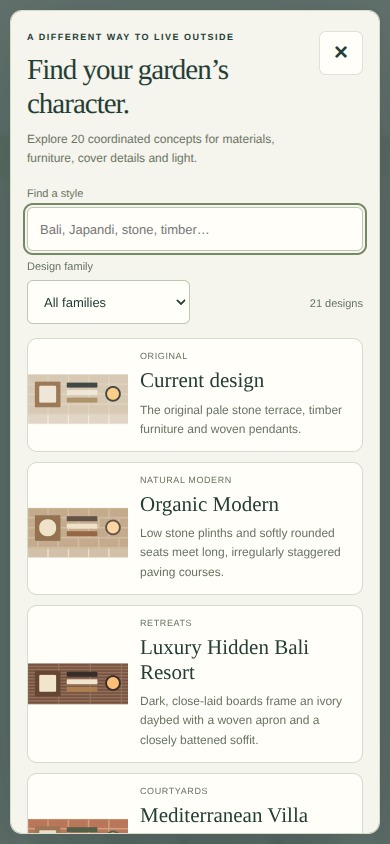 A DIFFERENT WAY TO LIVE OUTSIDE
✕
Find your garden’s
character.
Explore 20 coordinated concepts for materials,
furniture, cover details and light.
Find a style
Bali, Japandi, stone, timber…
Design family
All families
21 designs
ORIGINAL
Current design
The original pale stone terrace, timber
furniture and woven pendants.
NATURAL MODERN
Organic Modern
Low stone plinths and softly rounded
seats meet long, irregularly staggered
paving courses.
RETREATS
Luxury Hidden Bali
Resort
Dark, close-laid boards frame an ivory
daybed with a woven apron and a
closely battened soffit.
COURTYARDS
Mediterranean Villa